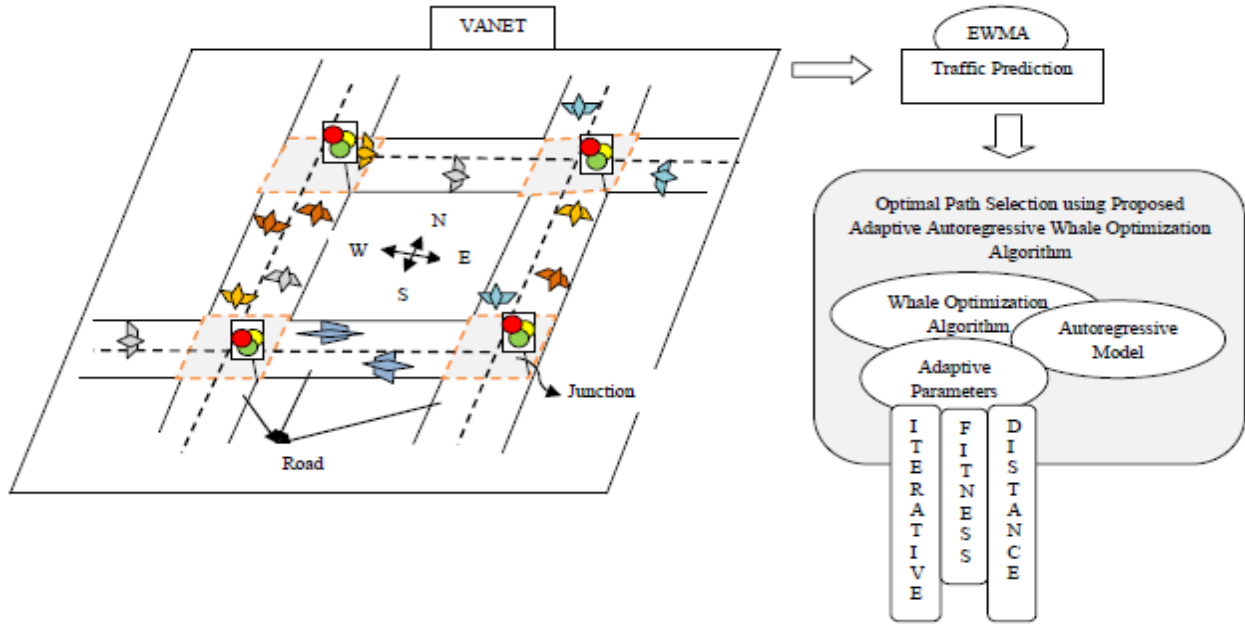 VANET
N
W
E
S
Junction
Road
EWMA
Traffic Prediction
Optimal Path Selection using Proposed
Adaptive Autoregressive Whale Optimization
Algorithm
Whale Optimization
Algorithm
Autoregressive
Model
Adaptive
Parameters
ITERATIVE
FITNESS
DISTANCE